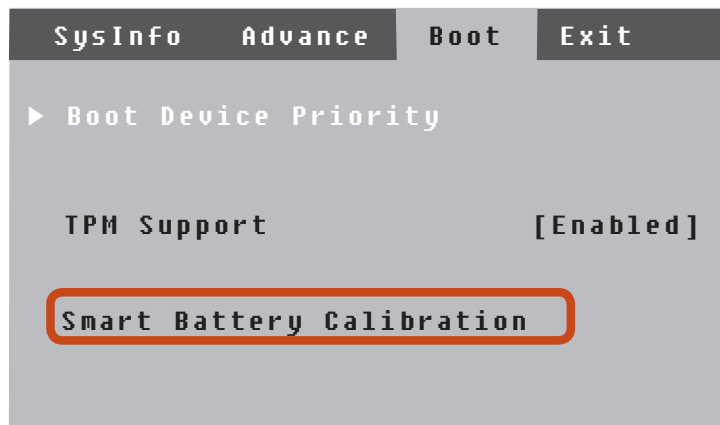 SysInfo Advance Boot Exit
Boot Device Priority
TPM Support [Enabled]
Smart Battery Calibration